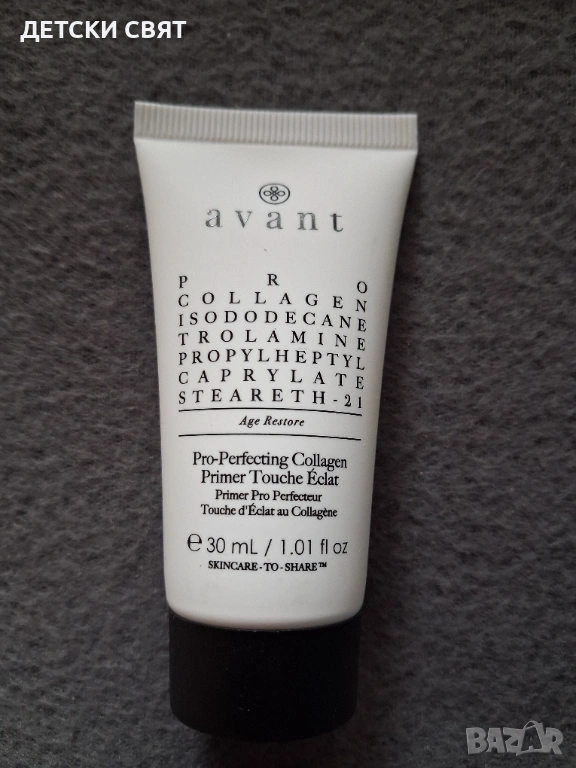 ДЕТСКИ СВЯТ
avant
P R O
COLLAGEN
ISODODECANE
TROLAMINE
PROPYLHEPTYL
CAPRYLATE
STEARETH-21
Age Restore
Pro-Perfecting Collagen
Primer Touche Éclat
Primer Pro Perfecteur
Touche d'Éclat au Collagène
℮ 30 mL / 1.01 fl oz
SKINCARE-TO-SHARE™
BAZAR